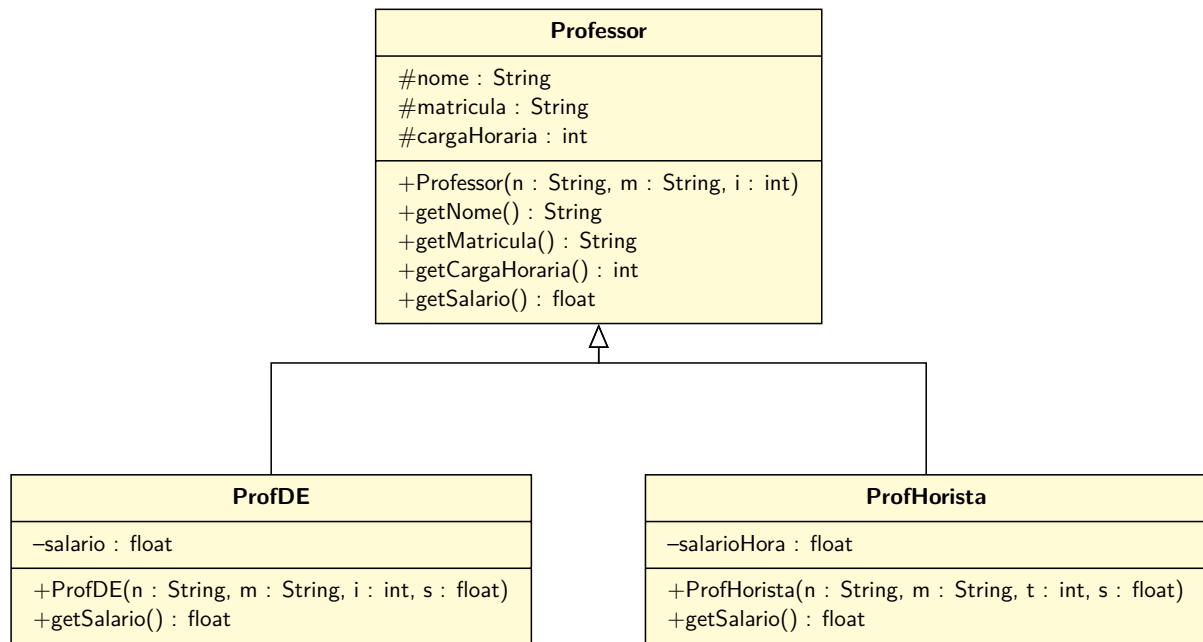 Professor
#nome : String
#matricula : String
#cargaHoraria : int
+Professor(n : String, m : String, i : int)
+getNome() : String
+getMatricula() : String
+getCargaHoraria() : int
+getSalario() : float
ProfDE
–salario : float
+ProfDE(n : String, m : String, i : int, s : float)
+getSalario() : float
ProfHorista
–salarioHora : float
+ProfHorista(n : String, m : String, t : int, s : float)
+getSalario() : float